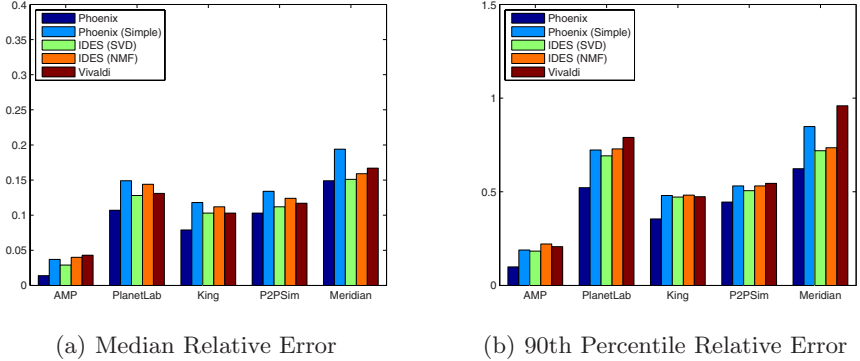 0.4
0.35
0.3
0.25
0.2
0.15
0.1
0.05
0
Phoenix
Phoenix (Simple)
IDES (SVD)
IDES (NMF)
Vivaldi
AMP PlanetLab King P2PSim Meridian
(a) Median Relative Error
1.5
1
0.5
0
Phoenix
Phoenix (Simple)
IDES (SVD)
IDES (NMF)
Vivaldi
AMP PlanetLab King P2PSim Meridian
(b) 90th Percentile Relative Error